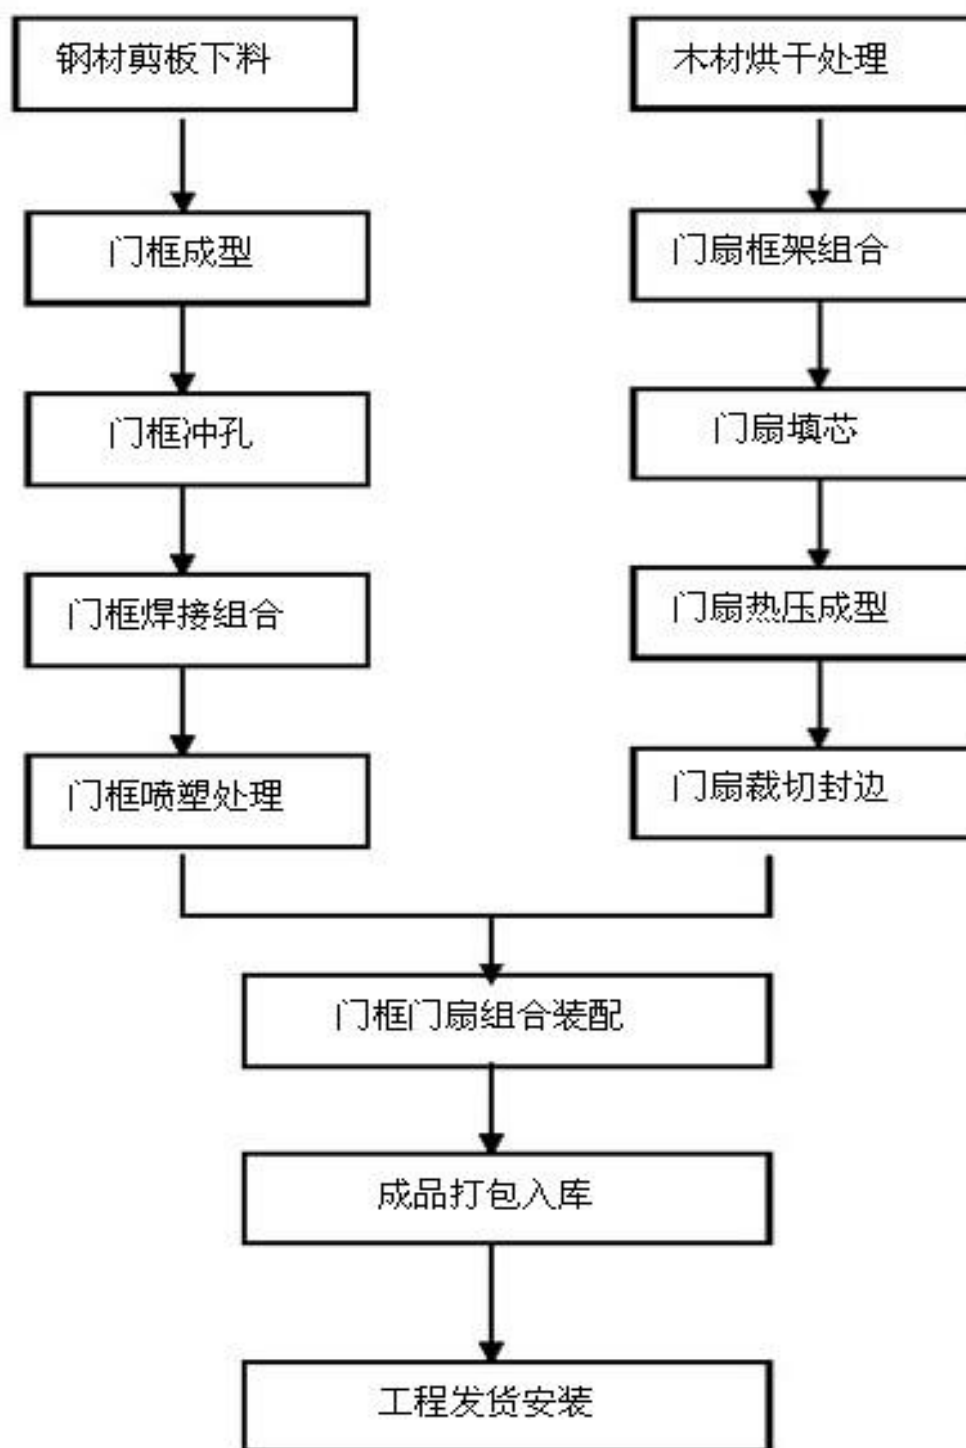 钢材剪板下料
木材烘干处理
门框成型
门扇框架组合
门框冲孔
门扇填芯
门框焊接组合
门扇热压成型
门框喷塑处理
门扇裁切封边
门框门扇组合装配
成品打包入库
工程发货安装